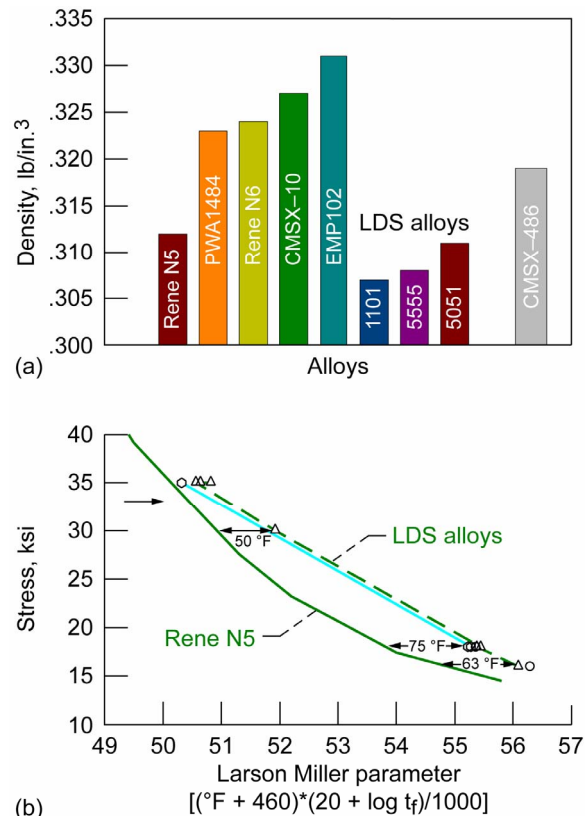 .335
.330
.325
.320
.315
.310
.305
.300
Density, lb/in.³
Rene N5
PWA1484
Rene N6
CMSX–10
EMP102
LDS alloys
1101
5555
5051
CMSX–486
(a)
Alloys
40
35
30
25
20
15
10
Stress, ksi
50 °F
LDS alloys
Rene N5
75 °F
63 °F
49 50 51 52 53 54 55 56 57
Larson Miller parameter
(b)
[(°F + 460)*(20 + log t_f)/1000]